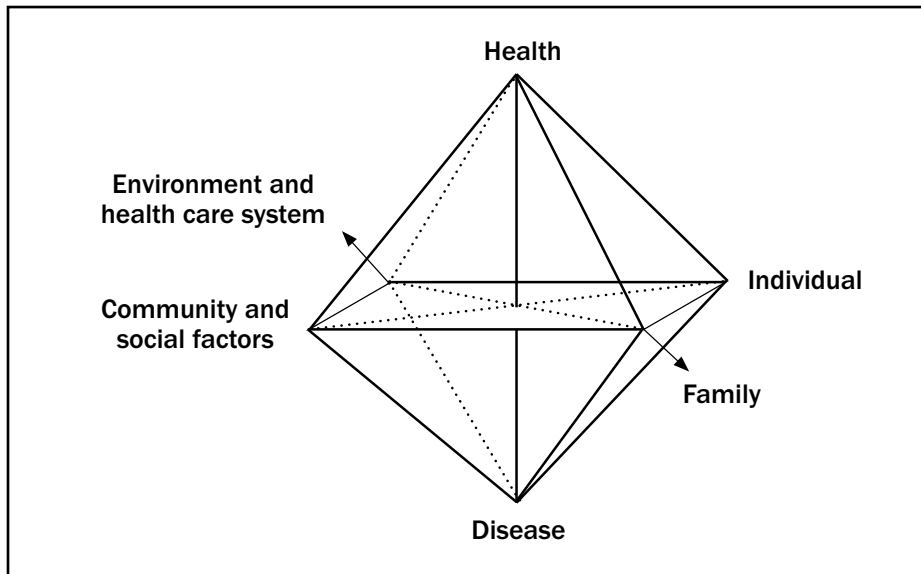 Health
Environment and
health care system
Individual
Community and
social factors
Family
Disease